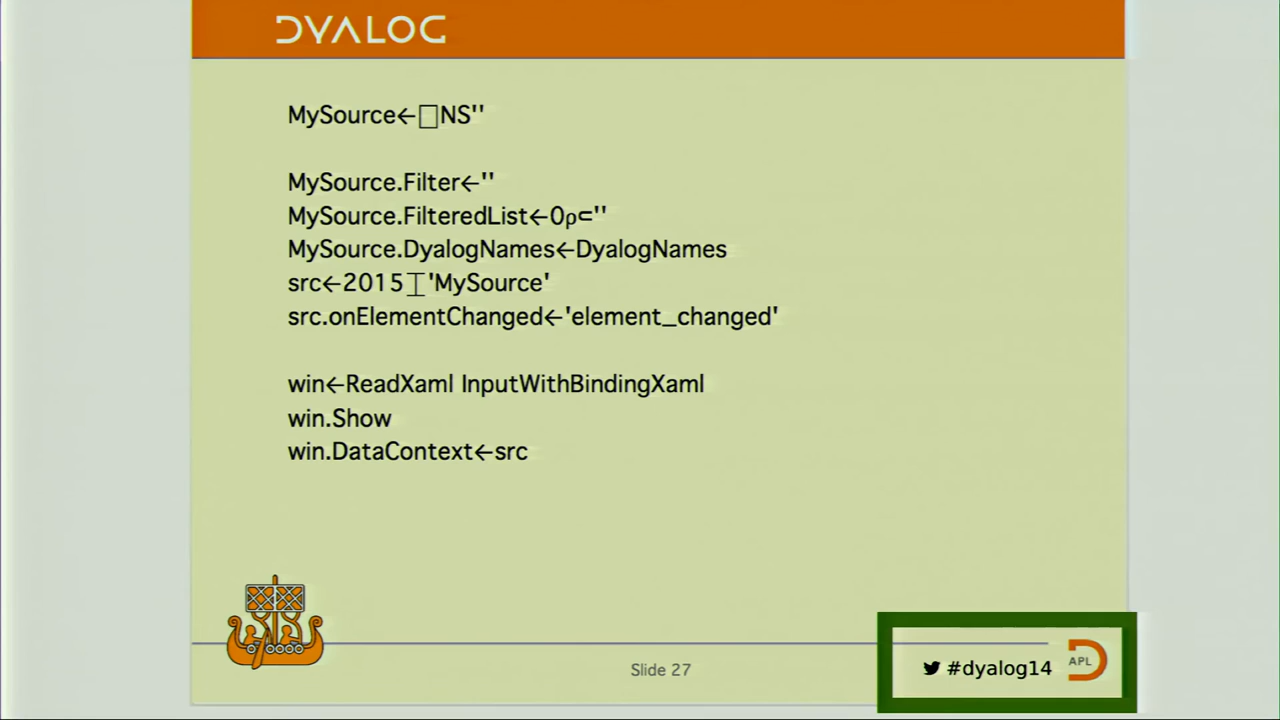 DYALOG
MySource←⎕NS''
MySource.Filter←''
MySource.FilteredList←0⍴⊂''
MySource.DyalogNames←DyalogNames
src←2015⌶'MySource'
src.onElementChanged←'element_changed'
win←ReadXaml InputWithBindingXaml
win.Show
win.DataContext←src
Slide 27
#dyalog14
APL